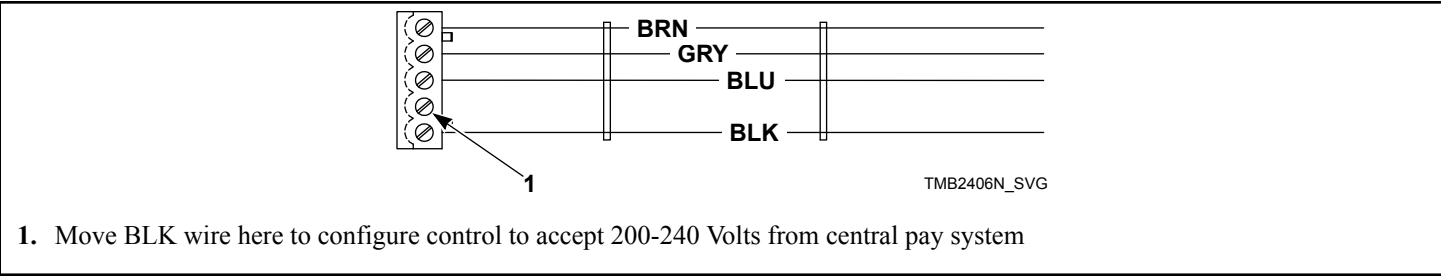 BRN
GRY
BLU
BLK
1
TMB2406N_SVG
1. Move BLK wire here to configure control to accept 200-240 Volts from central pay system